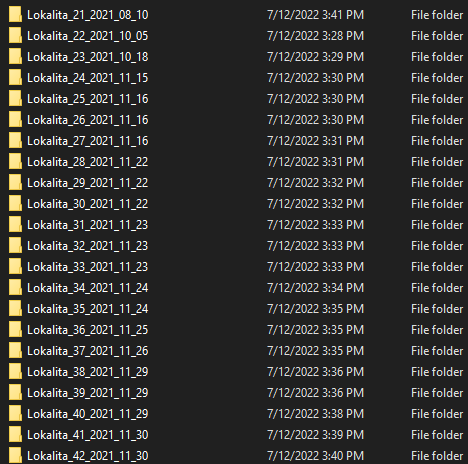 Lokalita_21_2021_08_10 7/12/2022 3:41 PM File folder
Lokalita_22_2021_10_05 7/12/2022 3:28 PM File folder
Lokalita_23_2021_10_18 7/12/2022 3:29 PM File folder
Lokalita_24_2021_11_15 7/12/2022 3:30 PM File folder
Lokalita_25_2021_11_16 7/12/2022 3:30 PM File folder
Lokalita_26_2021_11_16 7/12/2022 3:30 PM File folder
Lokalita_27_2021_11_16 7/12/2022 3:31 PM File folder
Lokalita_28_2021_11_22 7/12/2022 3:31 PM File folder
Lokalita_29_2021_11_22 7/12/2022 3:32 PM File folder
Lokalita_30_2021_11_22 7/12/2022 3:32 PM File folder
Lokalita_31_2021_11_23 7/12/2022 3:33 PM File folder
Lokalita_32_2021_11_23 7/12/2022 3:33 PM File folder
Lokalita_33_2021_11_23 7/12/2022 3:33 PM File folder
Lokalita_34_2021_11_24 7/12/2022 3:34 PM File folder
Lokalita_35_2021_11_24 7/12/2022 3:35 PM File folder
Lokalita_36_2021_11_25 7/12/2022 3:35 PM File folder
Lokalita_37_2021_11_26 7/12/2022 3:35 PM File folder
Lokalita_38_2021_11_29 7/12/2022 3:36 PM File folder
Lokalita_39_2021_11_29 7/12/2022 3:36 PM File folder
Lokalita_40_2021_11_29 7/12/2022 3:38 PM File folder
Lokalita_41_2021_11_30 7/12/2022 3:39 PM File folder
Lokalita_42_2021_11_30 7/12/2022 3:40 PM File folder